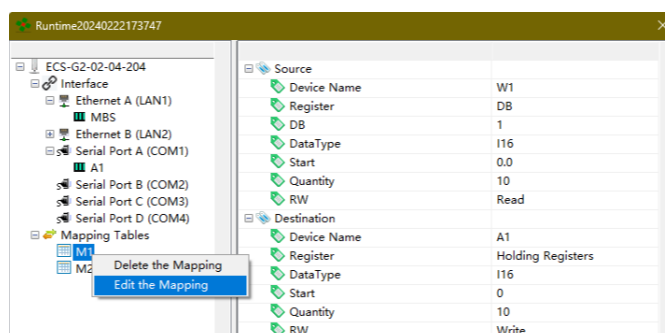 Runtime20240222173747
ECS-G2-02-04-204
Interface
Ethernet A (LAN1)
MBS
Ethernet B (LAN2)
Serial Port A (COM1)
A1
Serial Port B (COM2)
Serial Port C (COM3)
Serial Port D (COM4)
Mapping Tables
M1
M2
Delete the Mapping
Edit the Mapping
Source
Device Name W1
Register DB
DB 1
DataType I16
Start 0.0
Quantity 10
RW Read
Destination
Device Name A1
Register Holding Registers
DataType I16
Start 0
Quantity 10
RW Write